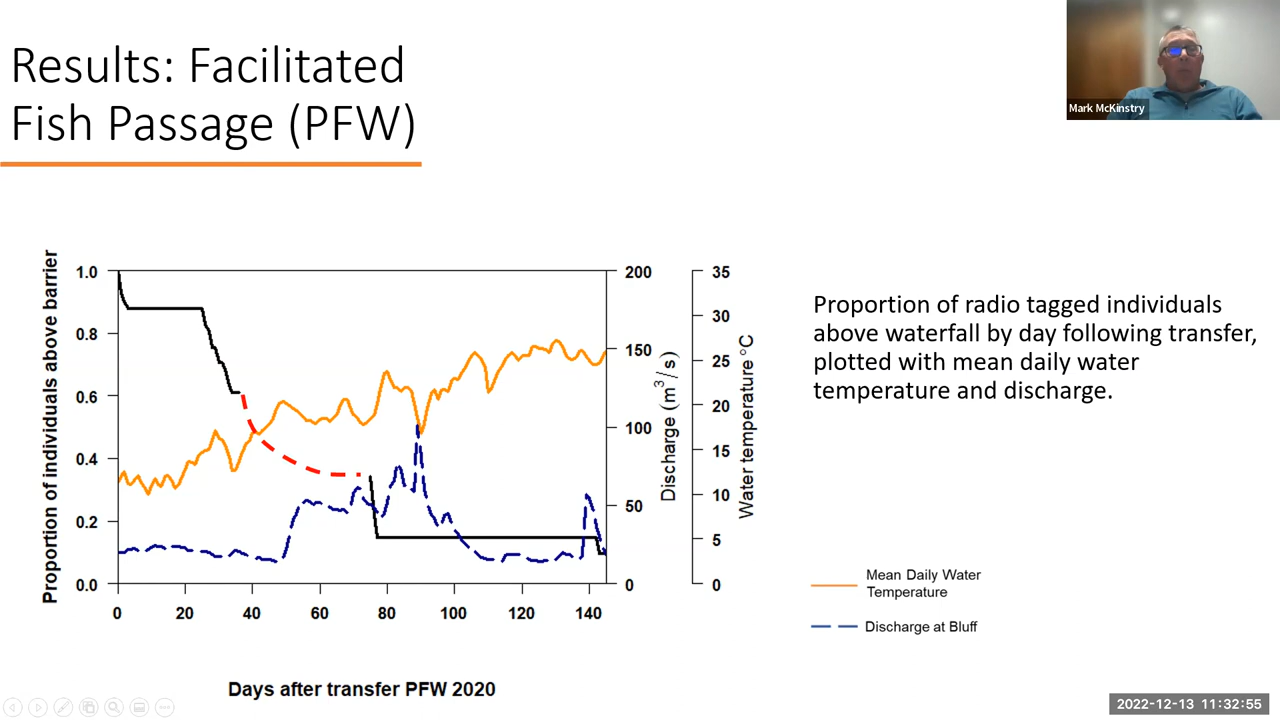 Results: Facilitated
Fish Passage (PFW)
Mark McKinstry
Proportion of individuals above barrier
1.0
0.8
0.6
0.4
0.2
0.0
0
20
40
60
80
100
120
140
Days after transfer PFW 2020
200
150
100
50
0
Discharge (m³/s)
35
30
25
20
15
10
5
0
Water temperature °C
Proportion of radio tagged individuals
above waterfall by day following transfer,
plotted with mean daily water
temperature and discharge.
Mean Daily Water
Temperature
Discharge at Bluff
2022-12-13 11:32:55